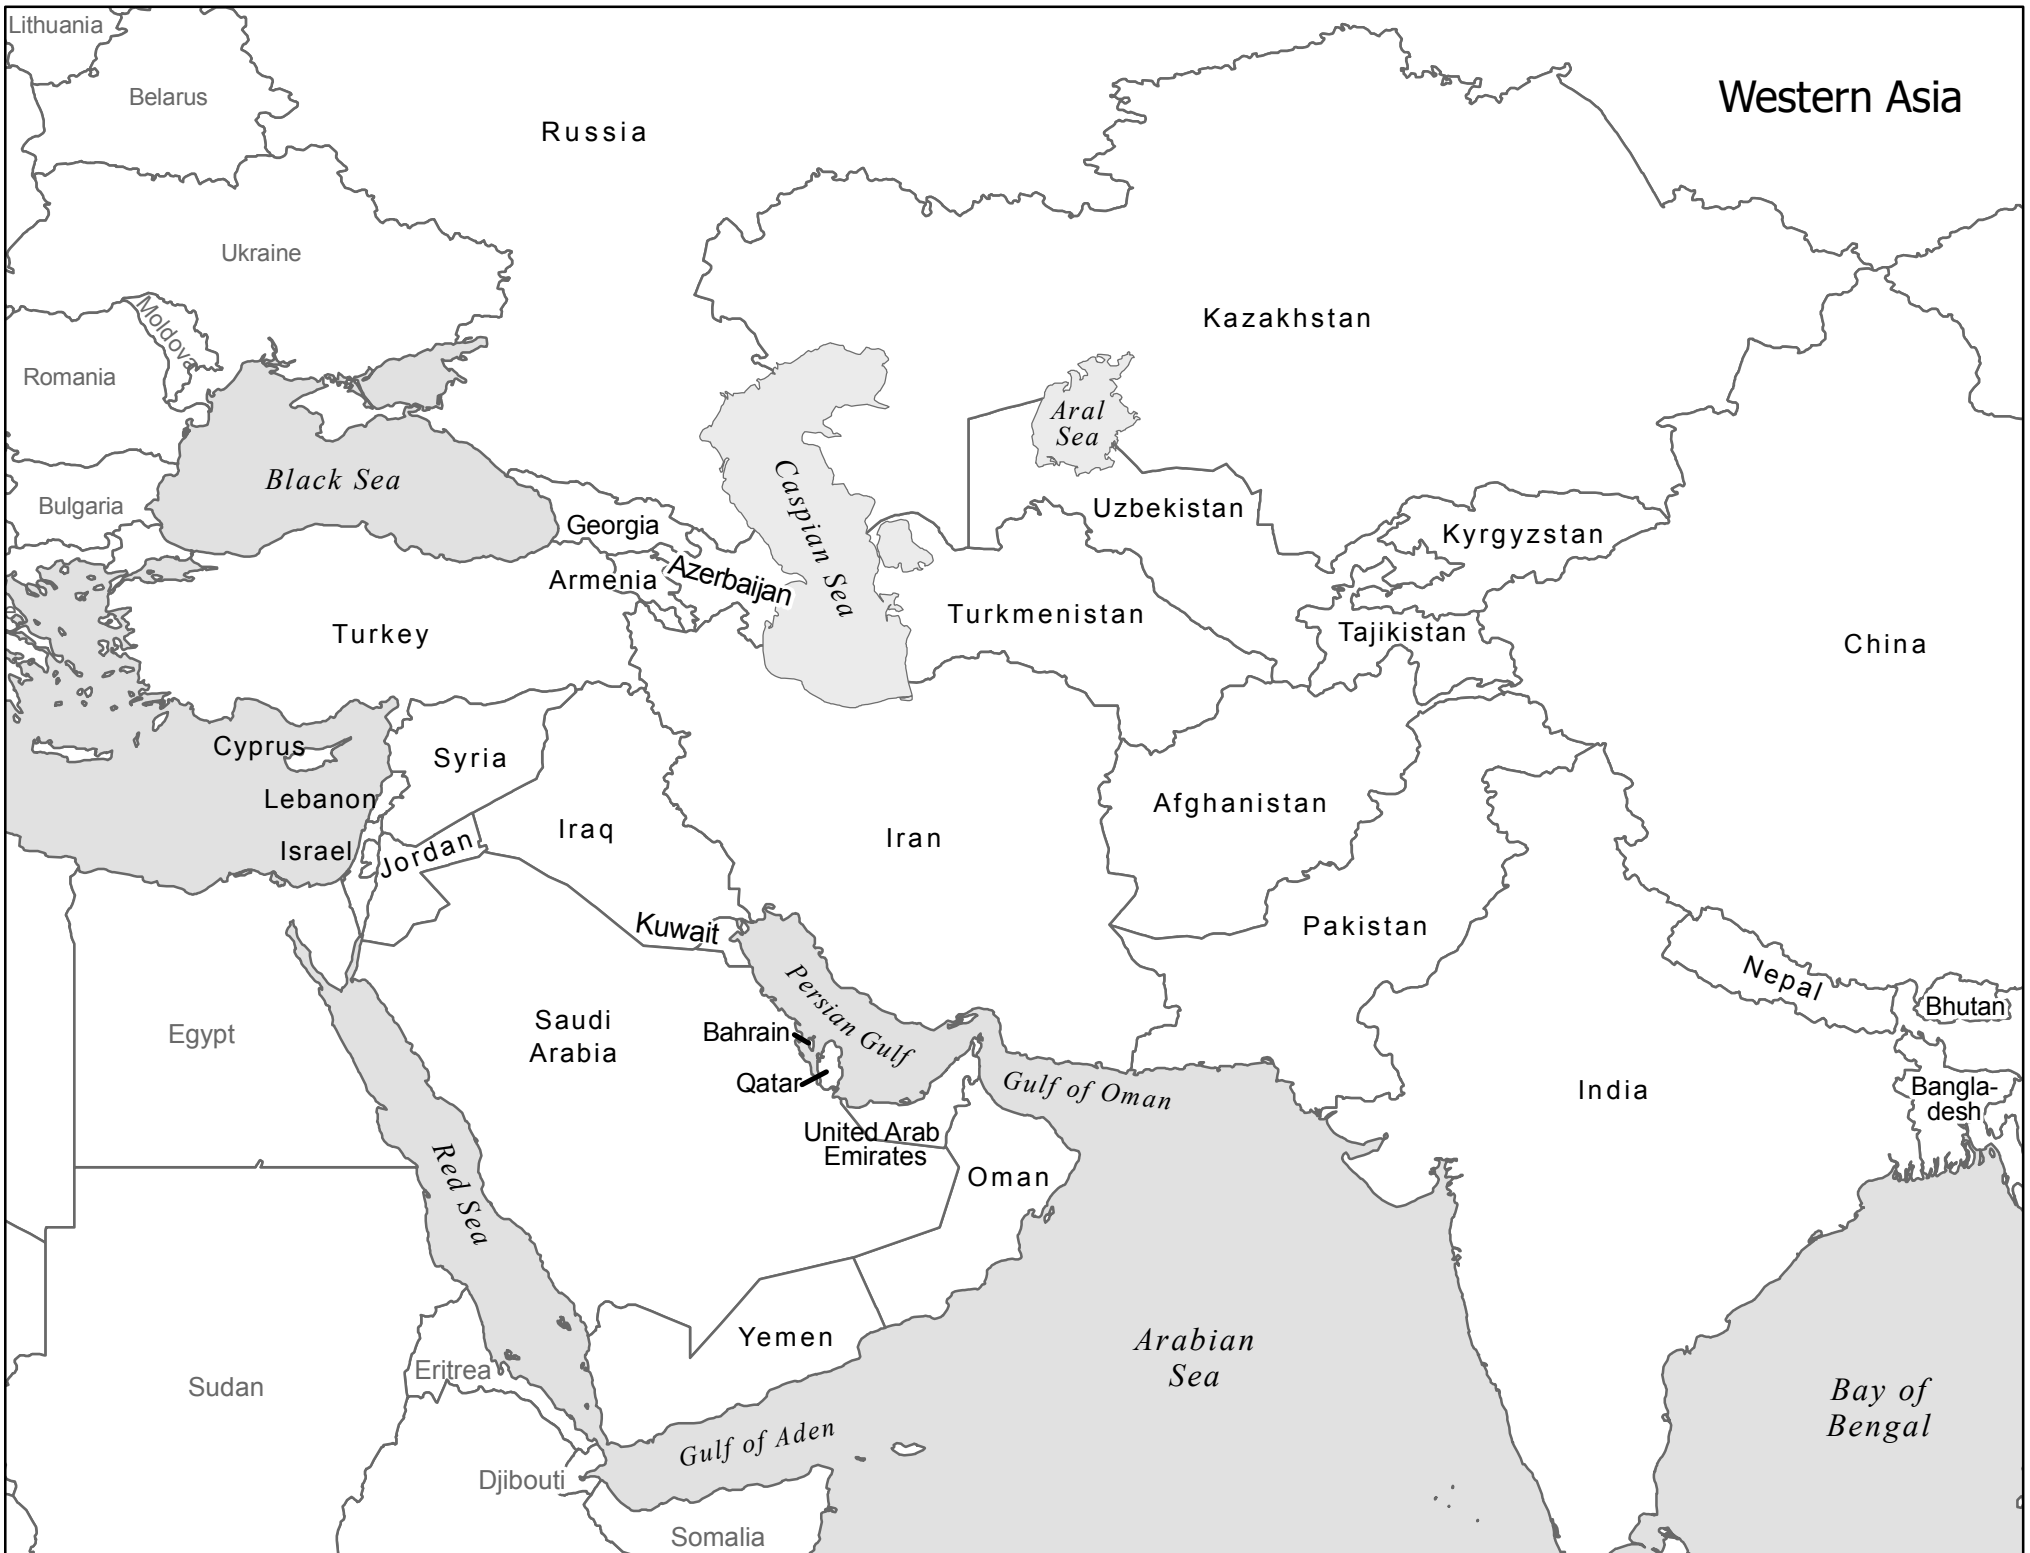 Lithuania
Western Asia
Belarus
Russia
Ukraine
Moldova
Kazakhstan
Romania
Aral
Sea
Black Sea
Caspian Sea
Bulgaria
Georgia
Uzbekistan
Kyrgyzstan
Armenia
Azerbaijan
Turkmenistan
Tajikistan
Turkey
China
Cyprus
Syria
Lebanon
Afghanistan
Iraq
Iran
Israel
Jordan
Kuwait
Pakistan
Nepal
Bhutan
Persian Gulf
Egypt
Saudi
Arabia
Bahrain
Qatar
Gulf of Oman
India
Bangla-
desh
United Arab
Emirates
Oman
Red Sea
Yemen
Arabian
Sea
Eritrea
Sudan
Bay of
Bengal
Gulf of Aden
Djibouti
Somalia